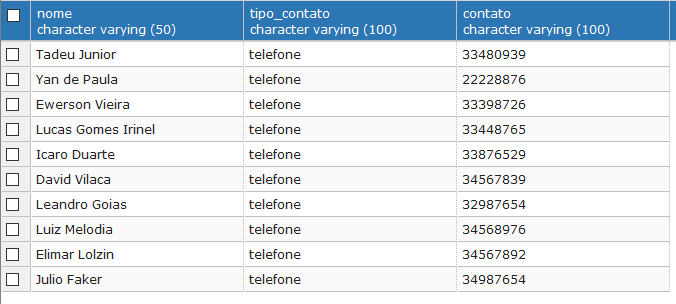 nome tipo_contato contato
character varying (50) character varying (100) character varying (100)
Tadeu Junior telefone 33480939
Yan de Paula telefone 22228876
Ewerson Vieira telefone 33398726
Lucas Gomes Irinel telefone 33448765
Icaro Duarte telefone 33876529
David Vilaca telefone 34567839
Leandro Goias telefone 32987654
Luiz Melodia telefone 34568976
Elimar Lolzin telefone 34567892
Julio Faker telefone 34987654